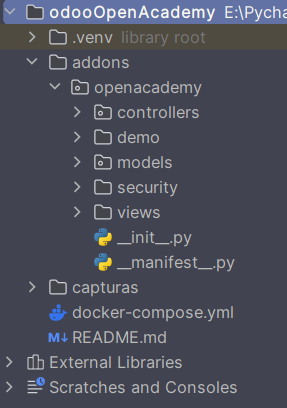 odooOpenAcademy E:\Pycha
.venv library root
addons
openacademy
controllers
demo
models
security
views
__init__.py
__manifest__.py
capturas
docker-compose.yml
M↓ README.md
External Libraries
Scratches and Consoles